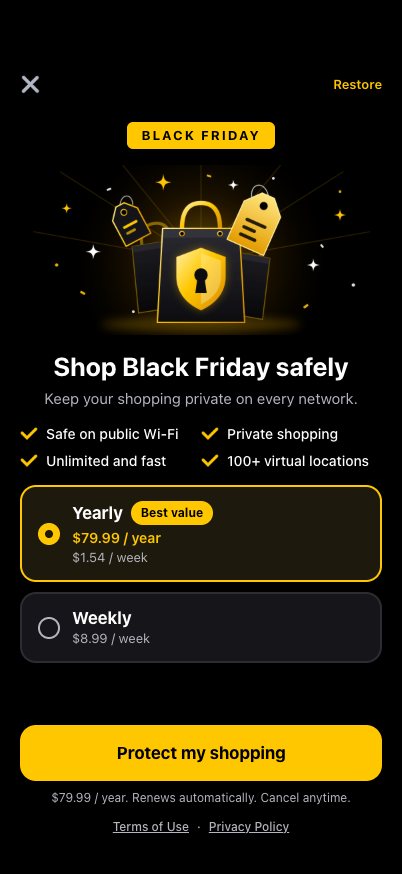 Restore
BLACK FRIDAY
Shop Black Friday safely
Keep your shopping private on every network.
Safe on public Wi-Fi
Private shopping
Unlimited and fast
100+ virtual locations
Yearly Best value
$79.99 / year
$1.54 / week
Weekly
$8.99 / week
Protect my shopping
$79.99 / year. Renews automatically. Cancel anytime.
Terms of Use · Privacy Policy